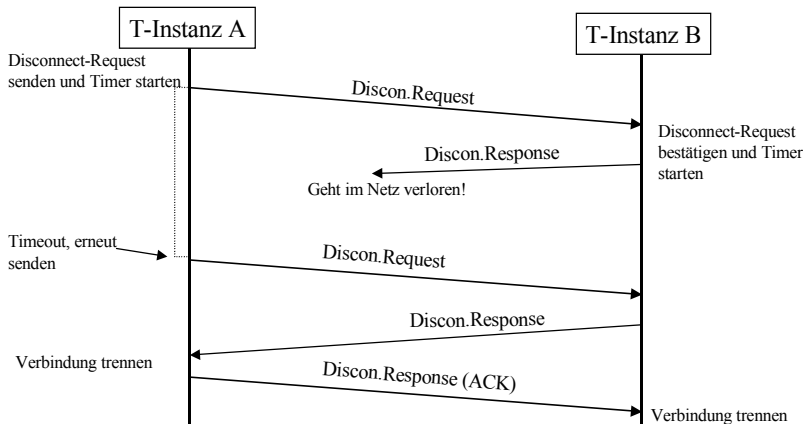 T-Instanz A
T-Instanz B
Disconnect-Request
senden und Timer starten
Discon.Request
Disconnect-Request
bestätigen und Timer
starten
Discon.Response
Geht im Netz verloren!
Timeout, erneut
senden
Discon.Request
Discon.Response
Verbindung trennen
Discon.Response (ACK)
Verbindung trennen